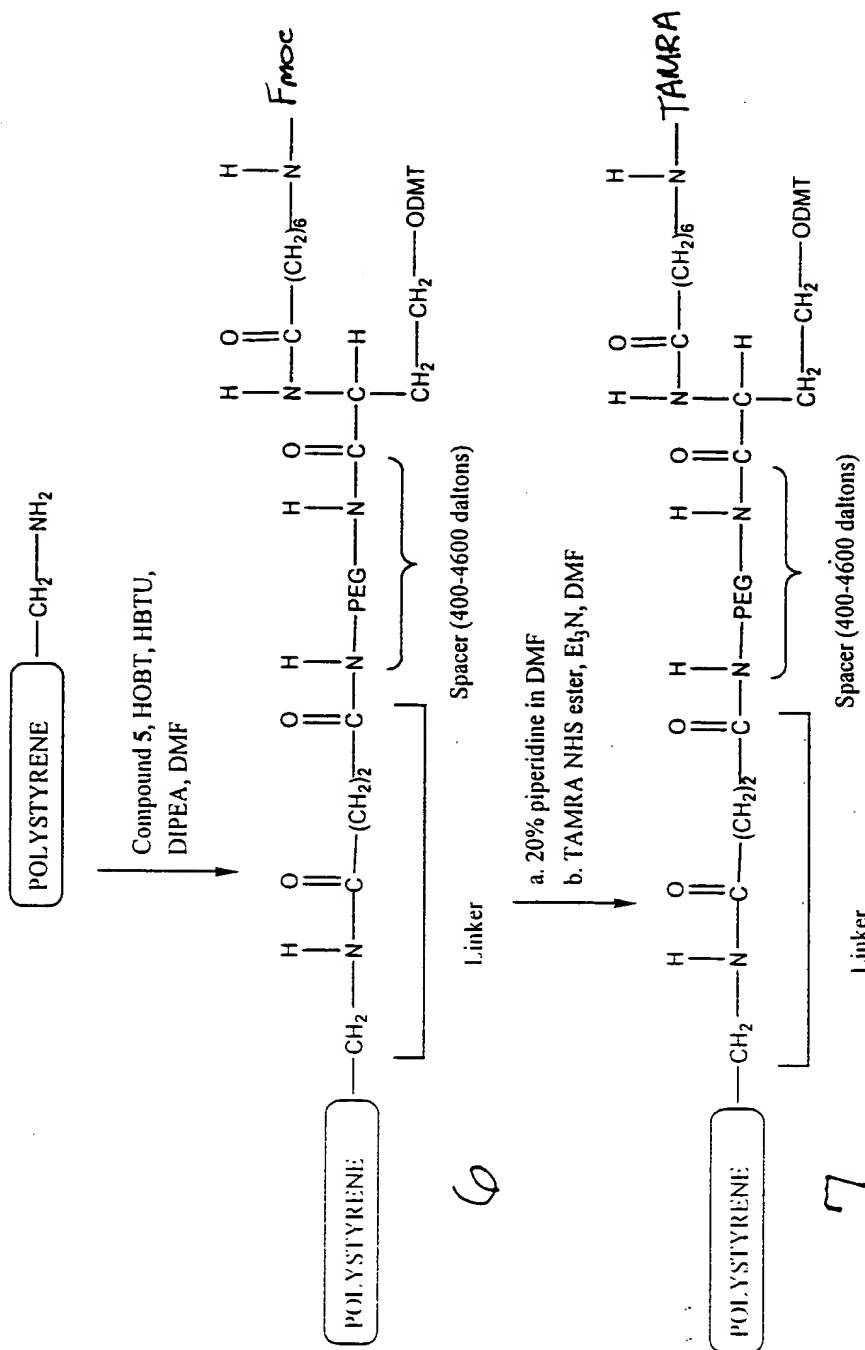 POLYSTYRENE —CH₂—NH₂
Compound 5, HOBT, HBTU,
DIPEA, DMF
POLYSTYRENE —CH₂—N(H)—C(=O)—(CH₂)₂—C(=O)—N(H)—PEG—N(H)—C(=O)—C(H)—N(H)—C(=O)—(CH₂)₆—N(H)—Fmoc
CH₂—CH₂—ODMT
Linker
Spacer (400-4600 daltons)
6
a. 20% piperidine in DMF
b. TAMRA NHS ester, Et₃N, DMF
POLYSTYRENE —CH₂—N(H)—C(=O)—(CH₂)₂—C(=O)—N(H)—PEG—N(H)—C(=O)—C(H)—N(H)—C(=O)—(CH₂)₆—N(H)—TAMRA
CH₂—CH₂—ODMT
Linker
Spacer (400-4600 daltons)
7